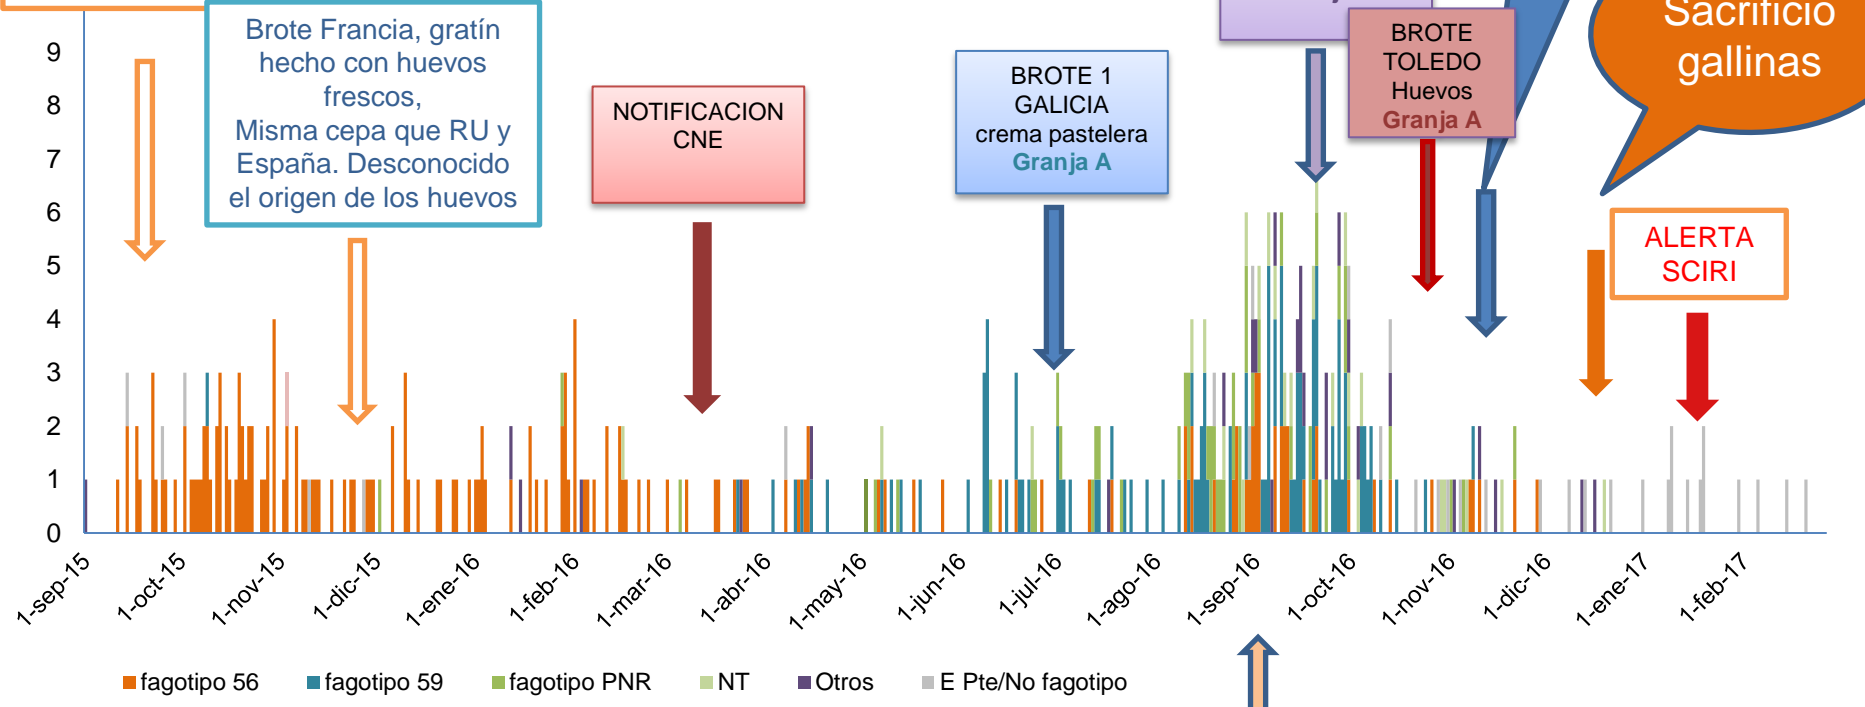 Brote Francia, gratín
hecho con huevos
frescos,
Misma cepa que RU y
España. Desconocido
el origen de los huevos
NOTIFICACION
CNE
BROTE 1
GALICIA
crema pastelera
Granja A
BROTE
TOLEDO
Huevos
Granja A
Sacrificio
gallinas
ALERTA
SCIRI
9
8
7
6
5
4
3
2
1
0
1-sep-15
1-oct-15
1-nov-15
1-dic-15
1-ene-16
1-feb-16
1-mar-16
1-abr-16
1-may-16
1-jun-16
1-jul-16
1-ago-16
1-sep-16
1-oct-16
1-nov-16
1-dic-16
1-ene-17
1-feb-17
fagotipo 56
fagotipo 59
fagotipo PNR
NT
Otros
E Pte/No fagotipo